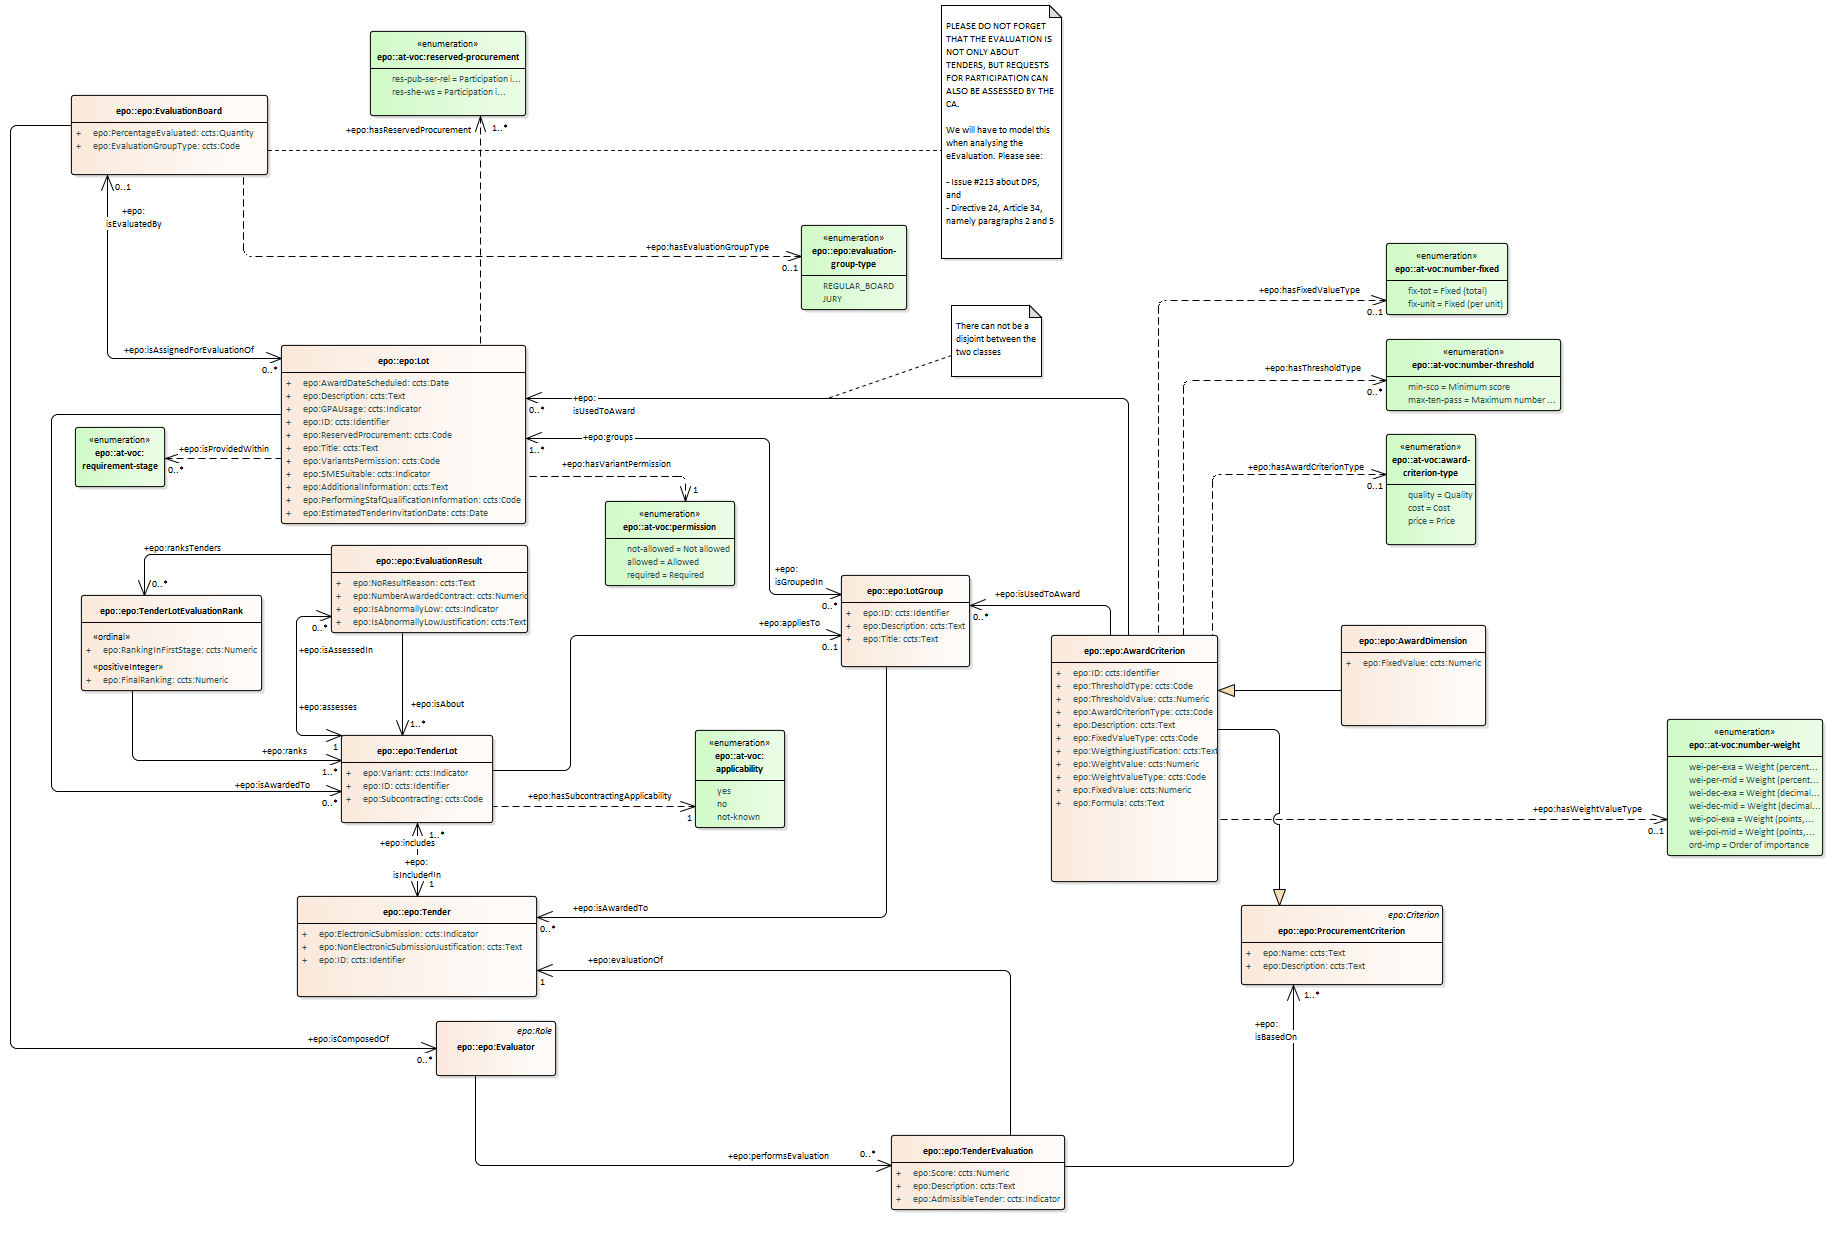 PLEASE DO NOT FORGET
THAT THE EVALUATION IS
NOT ONLY ABOUT
TENDERS, BUT REQUESTS
FOR PARTICIPATION CAN
ALSO BE ASSESSED BY THE
CA.
We will have to model this
when analysing the
eEvaluation. Please see:
- Issue #213 about DPS,
and
- Directive 24, Article 34,
namely paragraphs 2 and 5
«enumeration»
epo::at-voc:reserved-procurement
res-pub-ser-rel = Participation i...
res-she-ws = Participation i...
+epo:hasReservedProcurement
1..*
epo::epo:EvaluationBoard
+ epo:PercentageEvaluated: ccts:Quantity
+ epo:EvaluationGroupType: ccts:Code
0..1
+epo:
isEvaluatedBy
+epo:hasEvaluationGroupType
0..1
«enumeration»
epo::epo:evaluation-
group-type
REGULAR_BOARD
JURY
+epo:isAssignedForEvaluationOf
0..*
epo::epo:Lot
+ epo:AwardDateScheduled: ccts:Date
+ epo:Description: ccts:Text
+ epo:GPAUsage: ccts:Indicator
+ epo:ID: ccts:Identifier
+ epo:ReservedProcurement: ccts:Code
+ epo:Title: ccts:Text
+ epo:VariantsPermission: ccts:Code
+ epo:SMESuitable: ccts:Indicator
+ epo:AdditionalInformation: ccts:Text
+ epo:PerformingStafQualificationInformation: ccts:Code
+ epo:EstimatedTenderInvitationDate: ccts:Date
There can not be a
disjoint between the
two classes
+epo:
isUsedToAward
0..*
+epo:groups
1..*
+epo:hasVariantPermission
1
«enumeration»
epo::at-voc:permission
not-allowed = Not allowed
allowed = Allowed
required = Required
«enumeration»
epo::at-voc:
requirement-stage
+epo:isProvidedWithin
0..*
+epo:hasFixedValueType
0..1
«enumeration»
epo::at-voc:number-fixed
fix-tot = Fixed (total)
fix-unit = Fixed (per unit)
+epo:hasThresholdType
0..*
«enumeration»
epo::at-voc:number-threshold
min-sco = Minimum score
max-ten-pass = Maximum number ...
+epo:hasAwardCriterionType
0..1
«enumeration»
epo::at-voc:award-
criterion-type
quality = Quality
cost = Cost
price = Price
+epo:ranksTenders
0..*
epo::epo:EvaluationResult
+ epo:NoResultReason: ccts:Text
+ epo:NumberAwardedContract: ccts:Numeric
+ epo:IsAbnormallyLow: ccts:Indicator
+ epo:IsAbnormallyLowJustification: ccts:Text
epo::epo:TenderLotEvaluationRank
«ordinal»
+ epo:RankingInFirstStage: ccts:Numeric
«positiveInteger»
+ epo:FinalRanking: ccts:Numeric
0..*
+epo:isAssessedIn
+epo:assesses
1
+epo:isAbout
1..*
+epo:
isGroupedIn
0..*
+epo:appliesTo
0..1
epo::epo:LotGroup
+ epo:ID: ccts:Identifier
+ epo:Description: ccts:Text
+ epo:Title: ccts:Text
+epo:isUsedToAward
0..*
epo::epo:AwardCriterion
+ epo:ID: ccts:Identifier
+ epo:ThresholdType: ccts:Code
+ epo:ThresholdValue: ccts:Numeric
+ epo:AwardCriterionType: ccts:Code
+ epo:Description: ccts:Text
+ epo:FixedValueType: ccts:Code
+ epo:WeigthingJustification: ccts:Text
+ epo:WeightValue: ccts:Numeric
+ epo:WeightValueType: ccts:Code
+ epo:FixedValue: ccts:Numeric
+ epo:Formula: ccts:Text
epo::epo:AwardDimension
+ epo:FixedValue: ccts:Numeric
«enumeration»
epo::at-voc:number-weight
wei-per-exa = Weight (percent...
wei-per-mid = Weight (percent...
wei-dec-exa = Weight (decimal...
wei-dec-mid = Weight (decimal...
wei-poi-exa = Weight (points,...
wei-poi-mid = Weight (points,...
ord-imp = Order of importance
+epo:hasWeightValueType
0..1
+epo:ranks
1..*
+epo:isAwardedTo
0..*
epo::epo:TenderLot
+ epo:Variant: ccts:Indicator
+ epo:ID: ccts:Identifier
+ epo:Subcontracting: ccts:Code
+epo:hasSubcontractingApplicability
1
«enumeration»
epo::at-voc:
applicability
yes
no
not-known
1..*
+epo:includes
+epo:
isIncludedIn
1
epo::epo:Tender
+ epo:ElectronicSubmission: ccts:Indicator
+ epo:NonElectronicSubmissionJustification: ccts:Text
+ epo:ID: ccts:Identifier
+epo:isAwardedTo
0..*
+epo:evaluationOf
1
epo:Criterion
epo::epo:ProcurementCriterion
+ epo:Name: ccts:Text
+ epo:Description: ccts:Text
1..*
+epo:
isBasedOn
+epo:isComposedOf
0..*
epo:Role
epo::epo:Evaluator
+epo:performsEvaluation
0..*
epo::epo:TenderEvaluation
+ epo:Score: ccts:Numeric
+ epo:Description: ccts:Text
+ epo:AdmissibleTender: ccts:Indicator